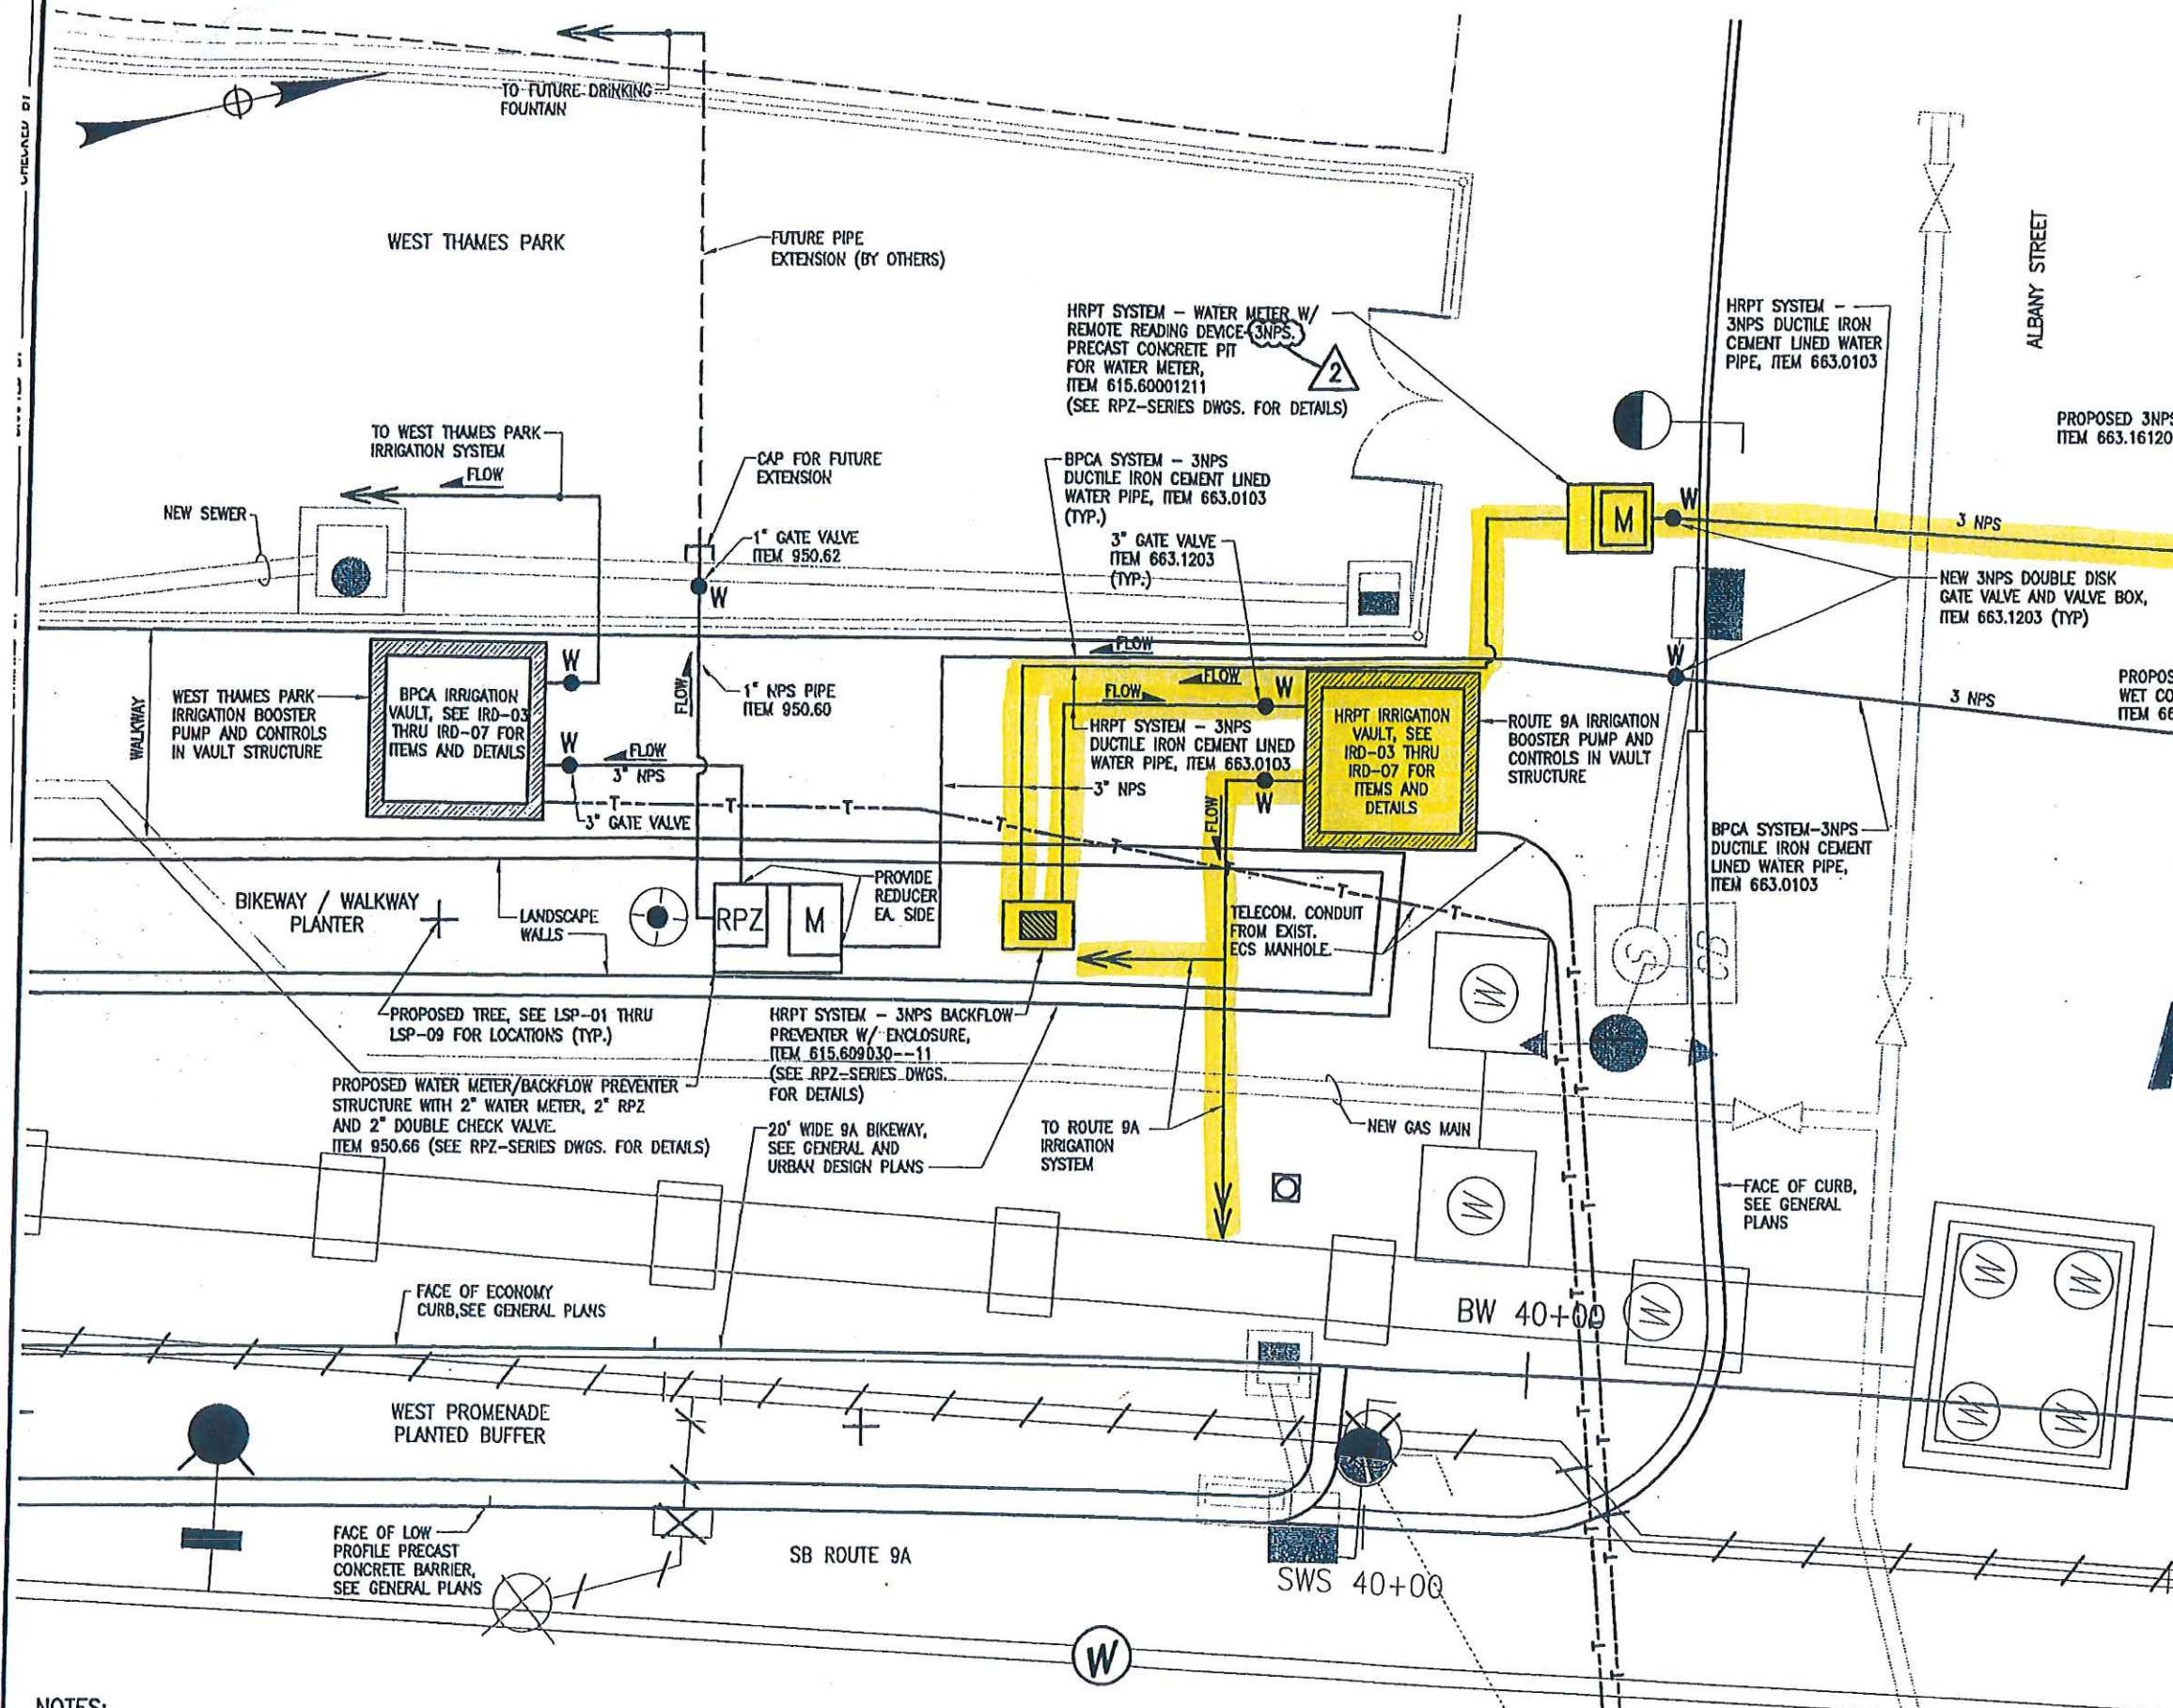 CHECKED BY
TO FUTURE DRINKING
FOUNTAIN
WEST THAMES PARK
FUTURE PIPE
EXTENSION (BY OTHERS)
ALBANY STREET
HRPT SYSTEM – WATER METER W/
REMOTE READING DEVICE 3NPS.
PRECAST CONCRETE PIT
FOR WATER METER,
ITEM 615.60001211
(SEE RPZ-SERIES DWGS. FOR DETAILS)
2
HRPT SYSTEM –
3NPS DUCTILE IRON
CEMENT LINED WATER
PIPE, ITEM 663.0103
PROPOSED 3NPS
ITEM 663.16120
TO WEST THAMES PARK
IRRIGATION SYSTEM
FLOW
CAP FOR FUTURE
EXTENSION
BPCA SYSTEM – 3NPS
DUCTILE IRON CEMENT LINED
WATER PIPE, ITEM 663.0103
(TYP.)
NEW SEWER
1" GATE VALVE
ITEM 950.62
3" GATE VALVE
ITEM 663.1203
(TYP.)
M
W
3 NPS
W
NEW 3NPS DOUBLE DISK
GATE VALVE AND VALVE BOX,
ITEM 663.1203 (TYP)
FLOW
W
W
WALKWAY
WEST THAMES PARK
IRRIGATION BOOSTER
PUMP AND CONTROLS
IN VAULT STRUCTURE
BPCA IRRIGATION
VAULT, SEE IRD-03
THRU IRD-07 FOR
ITEMS AND DETAILS
FLOW
1" NPS PIPE
ITEM 950.60
FLOW
FLOW
W
HRPT IRRIGATION
VAULT, SEE
IRD-03 THRU
IRD-07 FOR
ITEMS AND
DETAILS
ROUTE 9A IRRIGATION
BOOSTER PUMP AND
CONTROLS IN VAULT
STRUCTURE
3 NPS
PROPOS
WET CO
ITEM 66
HRPT SYSTEM – 3NPS
DUCTILE IRON CEMENT LINED
WATER PIPE, ITEM 663.0103
W
FLOW
3" NPS
3" NPS
W
FLOW
3" GATE VALVE
T
T
T
T
T
T
T
T
BPCA SYSTEM-3NPS
DUCTILE IRON CEMENT
LINED WATER PIPE,
ITEM 663.0103
BIKEWAY / WALKWAY
PLANTER
LANDSCAPE
WALLS
RPZ
M
PROVIDE
REDUCER
EA. SIDE
TELECOM. CONDUIT
FROM EXIST.
ECS MANHOLE.
W
S
PROPOSED TREE, SEE LSP-01 THRU
LSP-09 FOR LOCATIONS (TYP.)
HRPT SYSTEM – 3NPS BACKFLOW
PREVENTER W/ ENCLOSURE,
ITEM 615.609030--11
(SEE RPZ-SERIES DWGS.
FOR DETAILS)
PROPOSED WATER METER/BACKFLOW PREVENTER
STRUCTURE WITH 2" WATER METER, 2" RPZ
AND 2" DOUBLE CHECK VALVE.
ITEM 950.66 (SEE RPZ-SERIES DWGS. FOR DETAILS)
20' WIDE 9A BIKEWAY,
SEE GENERAL AND
URBAN DESIGN PLANS
TO ROUTE 9A
IRRIGATION
SYSTEM
NEW GAS MAIN
W
FACE OF CURB,
SEE GENERAL
PLANS
FACE OF ECONOMY
CURB,SEE GENERAL PLANS
BW 40+00
W
W
W
W
W
WEST PROMENADE
PLANTED BUFFER
FACE OF LOW
PROFILE PRECAST
CONCRETE BARRIER,
SEE GENERAL PLANS
SB ROUTE 9A
SWS 40+00
W
NOTES: